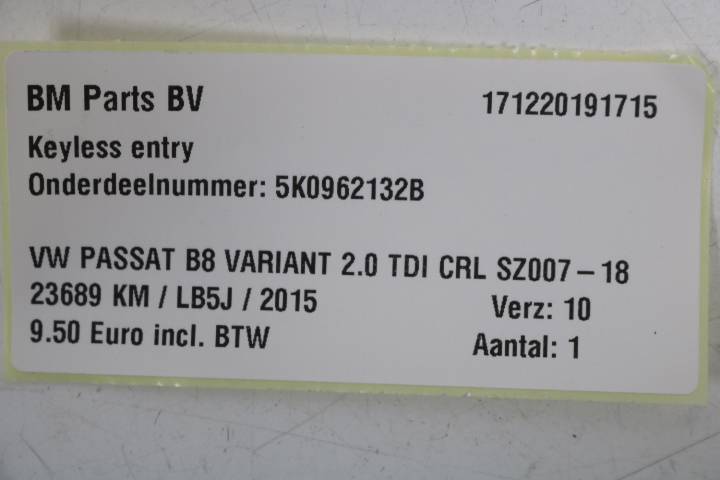 BM Parts BV 171220191715
Keyless entry
Onderdeelnummer: 5K0962132B
VW PASSAT B8 VARIANT 2.0 TDI CRL SZ007-18
23689 KM / LB5J / 2015 Verz: 10
9.50 Euro incl. BTW Aantal: 1